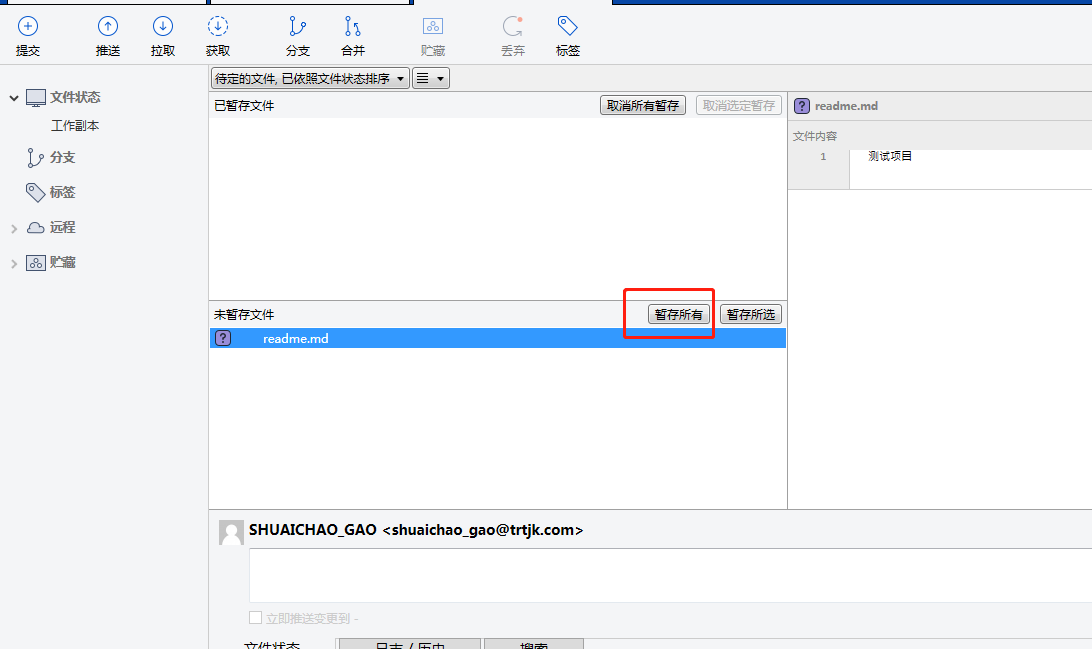 提交 推送 拉取 获取 分支 合并 贮藏 丢弃 标签
文件状态
工作副本
分支
标签
远程
贮藏
待定的文件, 已依照文件状态排序
已暂存文件 取消所有暂存 取消选定暂存
未暂存文件 暂存所有 暂存所选
? readme.md
? readme.md
文件内容
1 测试项目
SHUAICHAO_GAO <shuaichao_gao@trtjk.com>
立即推送变更到 -
文件状态 日志 / 历史 搜索